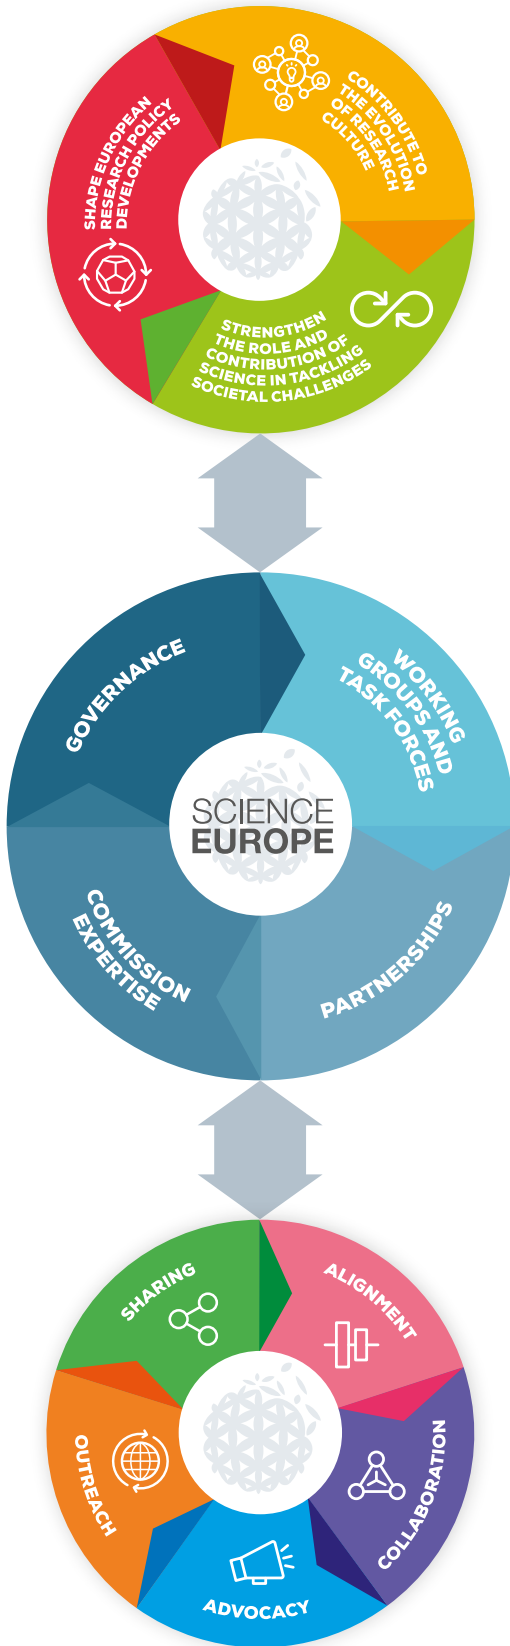 SHAPE EUROPEAN
RESEARCH POLICY
DEVELOPMENTS
CONTRIBUTE TO
THE EVOLUTION
OF RESEARCH
CULTURE
STRENGTHEN
THE ROLE AND
CONTRIBUTION OF
SCIENCE IN TACKLING
SOCIETAL CHALLENGES
GOVERNANCE
WORKING
GROUPS AND
TASK FORCES
SCIENCE
EUROPE
COMMISSION
EXPERTISE
PARTNERSHIPS
SHARING
ALIGNMENT
OUTREACH
COLLABORATION
ADVOCACY